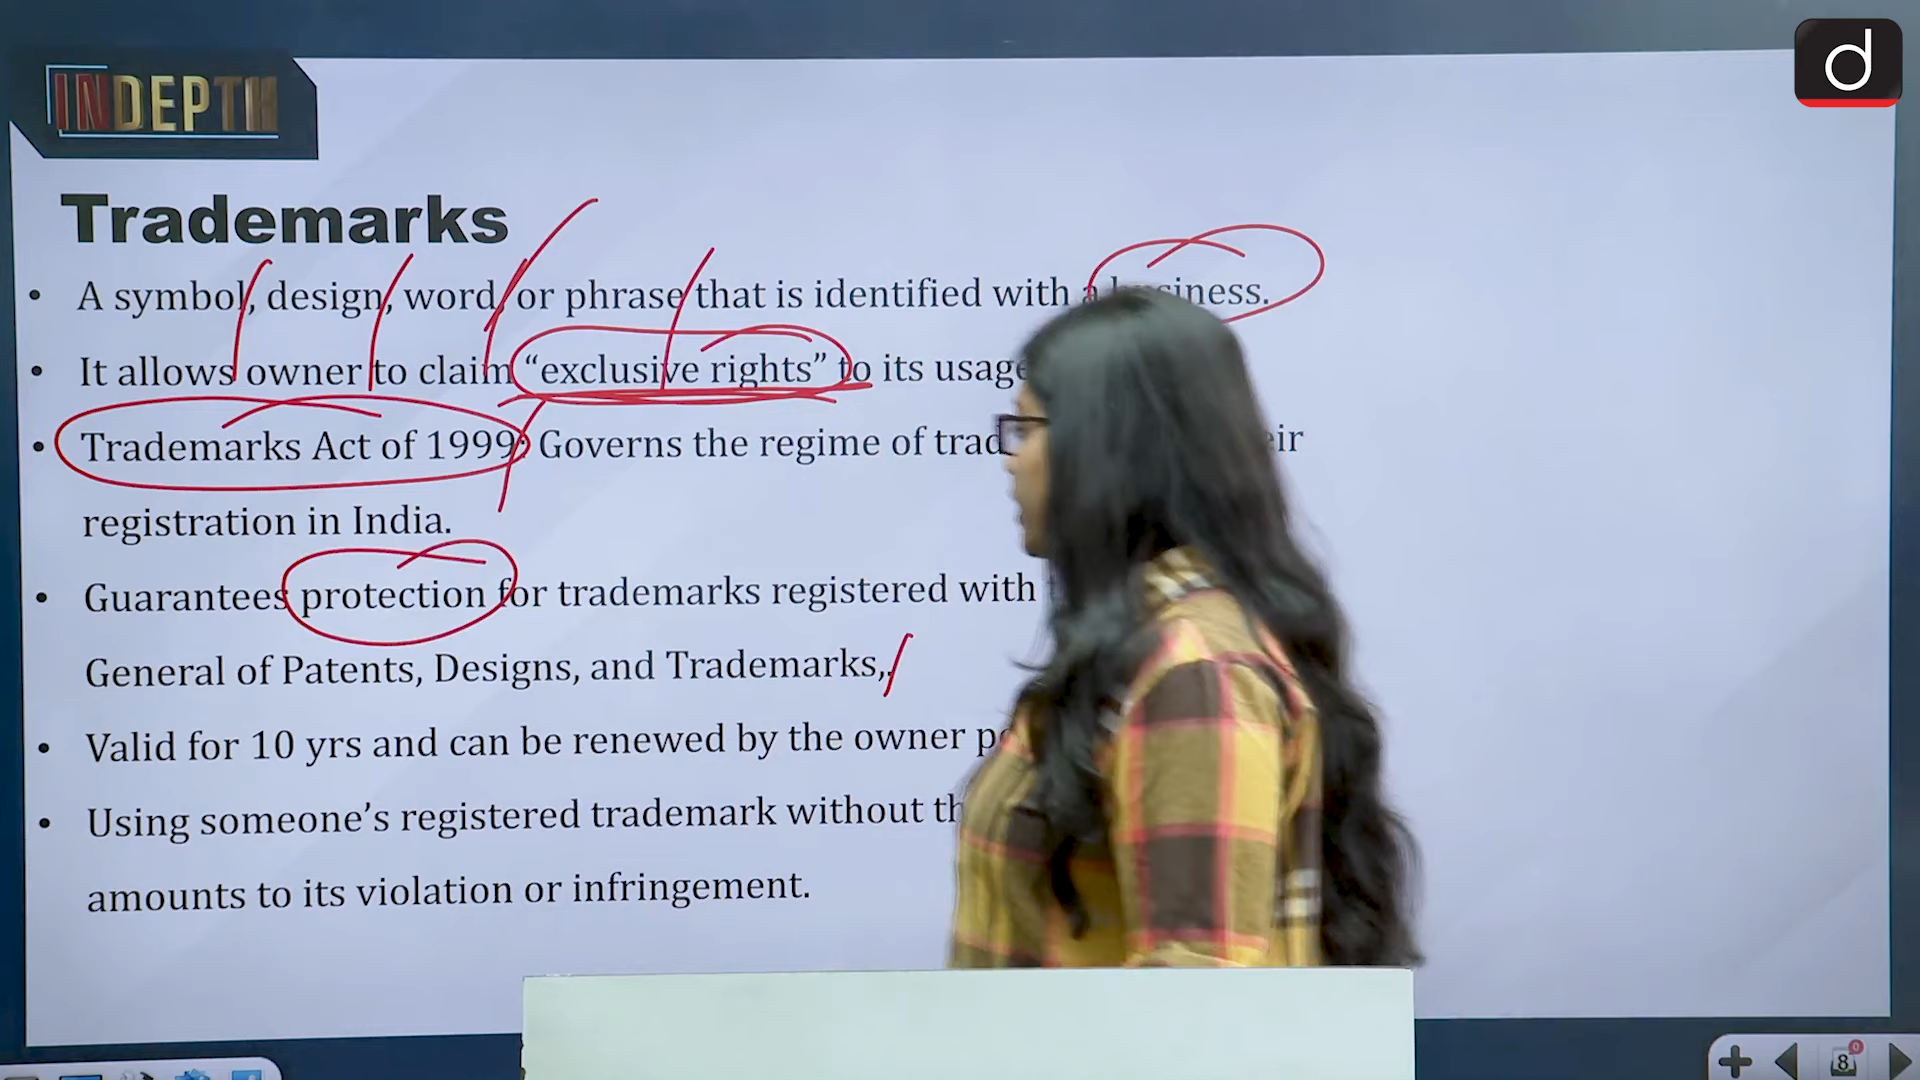 INDEPTH
d
Trademarks
• A symbol, design, word, or phrase that is identified with a business.
• It allows owner to claim “exclusive rights” to its usage
• Trademarks Act of 1999: Governs the regime of
registration in India.
• Guarantees protection for trademarks registered with
General of Patents, Designs, and Trademarks,
• Valid for 10 yrs and can be renewed by the owner
• Using someone’s registered trademark without
amounts to its violation or infringement.
8
0